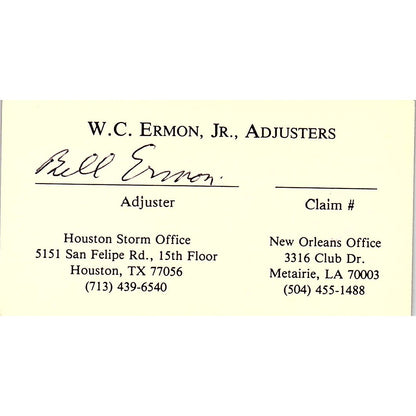 W.C. ERMON, JR., ADJUSTERS
Bill Ermon.
Adjuster
Claim #
Houston Storm Office
5151 San Felipe Rd., 15th Floor
Houston, TX 77056
(713) 439-6540
New Orleans Office
3316 Club Dr.
Metairie, LA 70003
(504) 455-1488